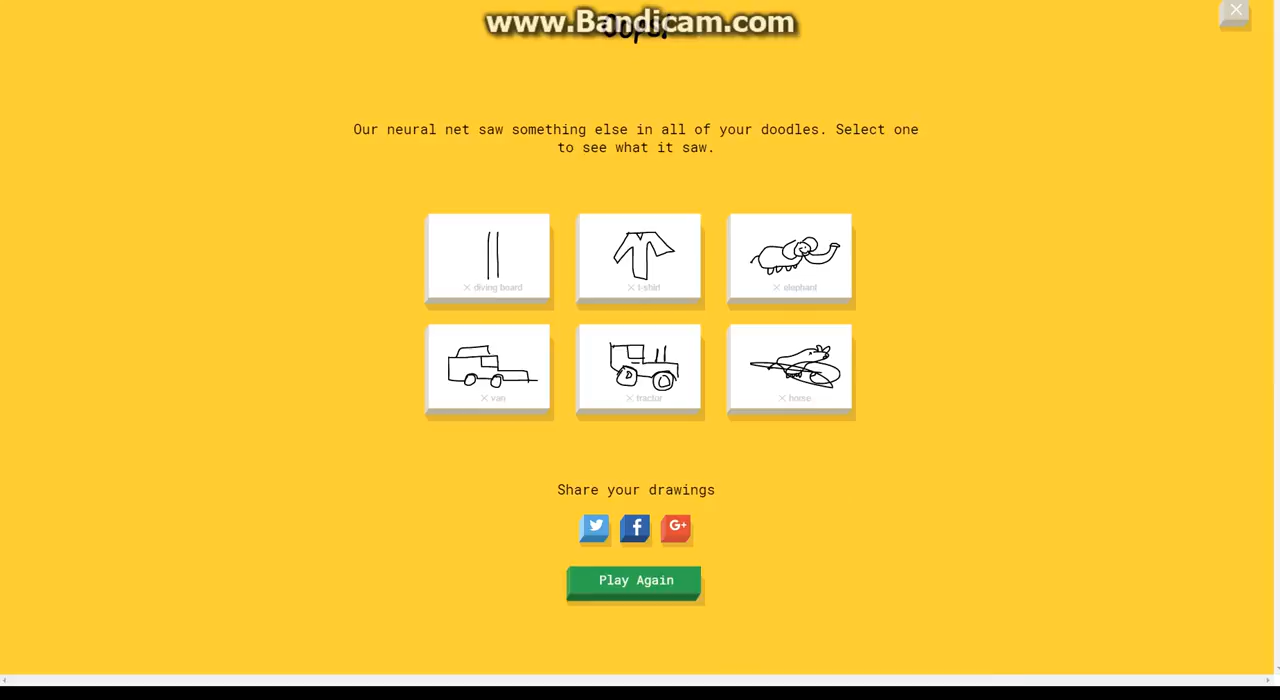 www.Bandicam.com
Oops!
Our neural net saw something else in all of your doodles. Select one
to see what it saw.
× diving board
× t-shirt
× elephant
× van
× tractor
× horse
Share your drawings
f
G+
Play Again